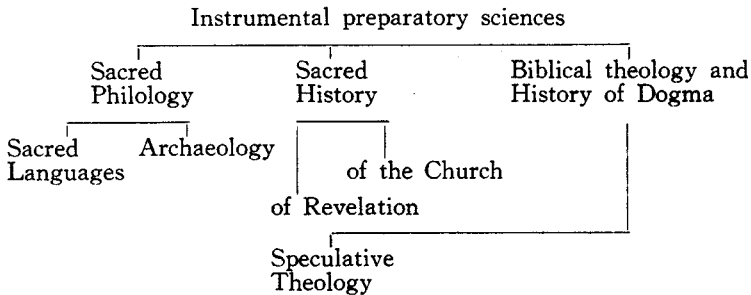 Instrumental preparatory sciences
Sacred
Philology
Sacred
History
Biblical theology and
History of Dogma
Sacred
Languages
Archaeology
of the Church
of Revelation
Speculative
Theology